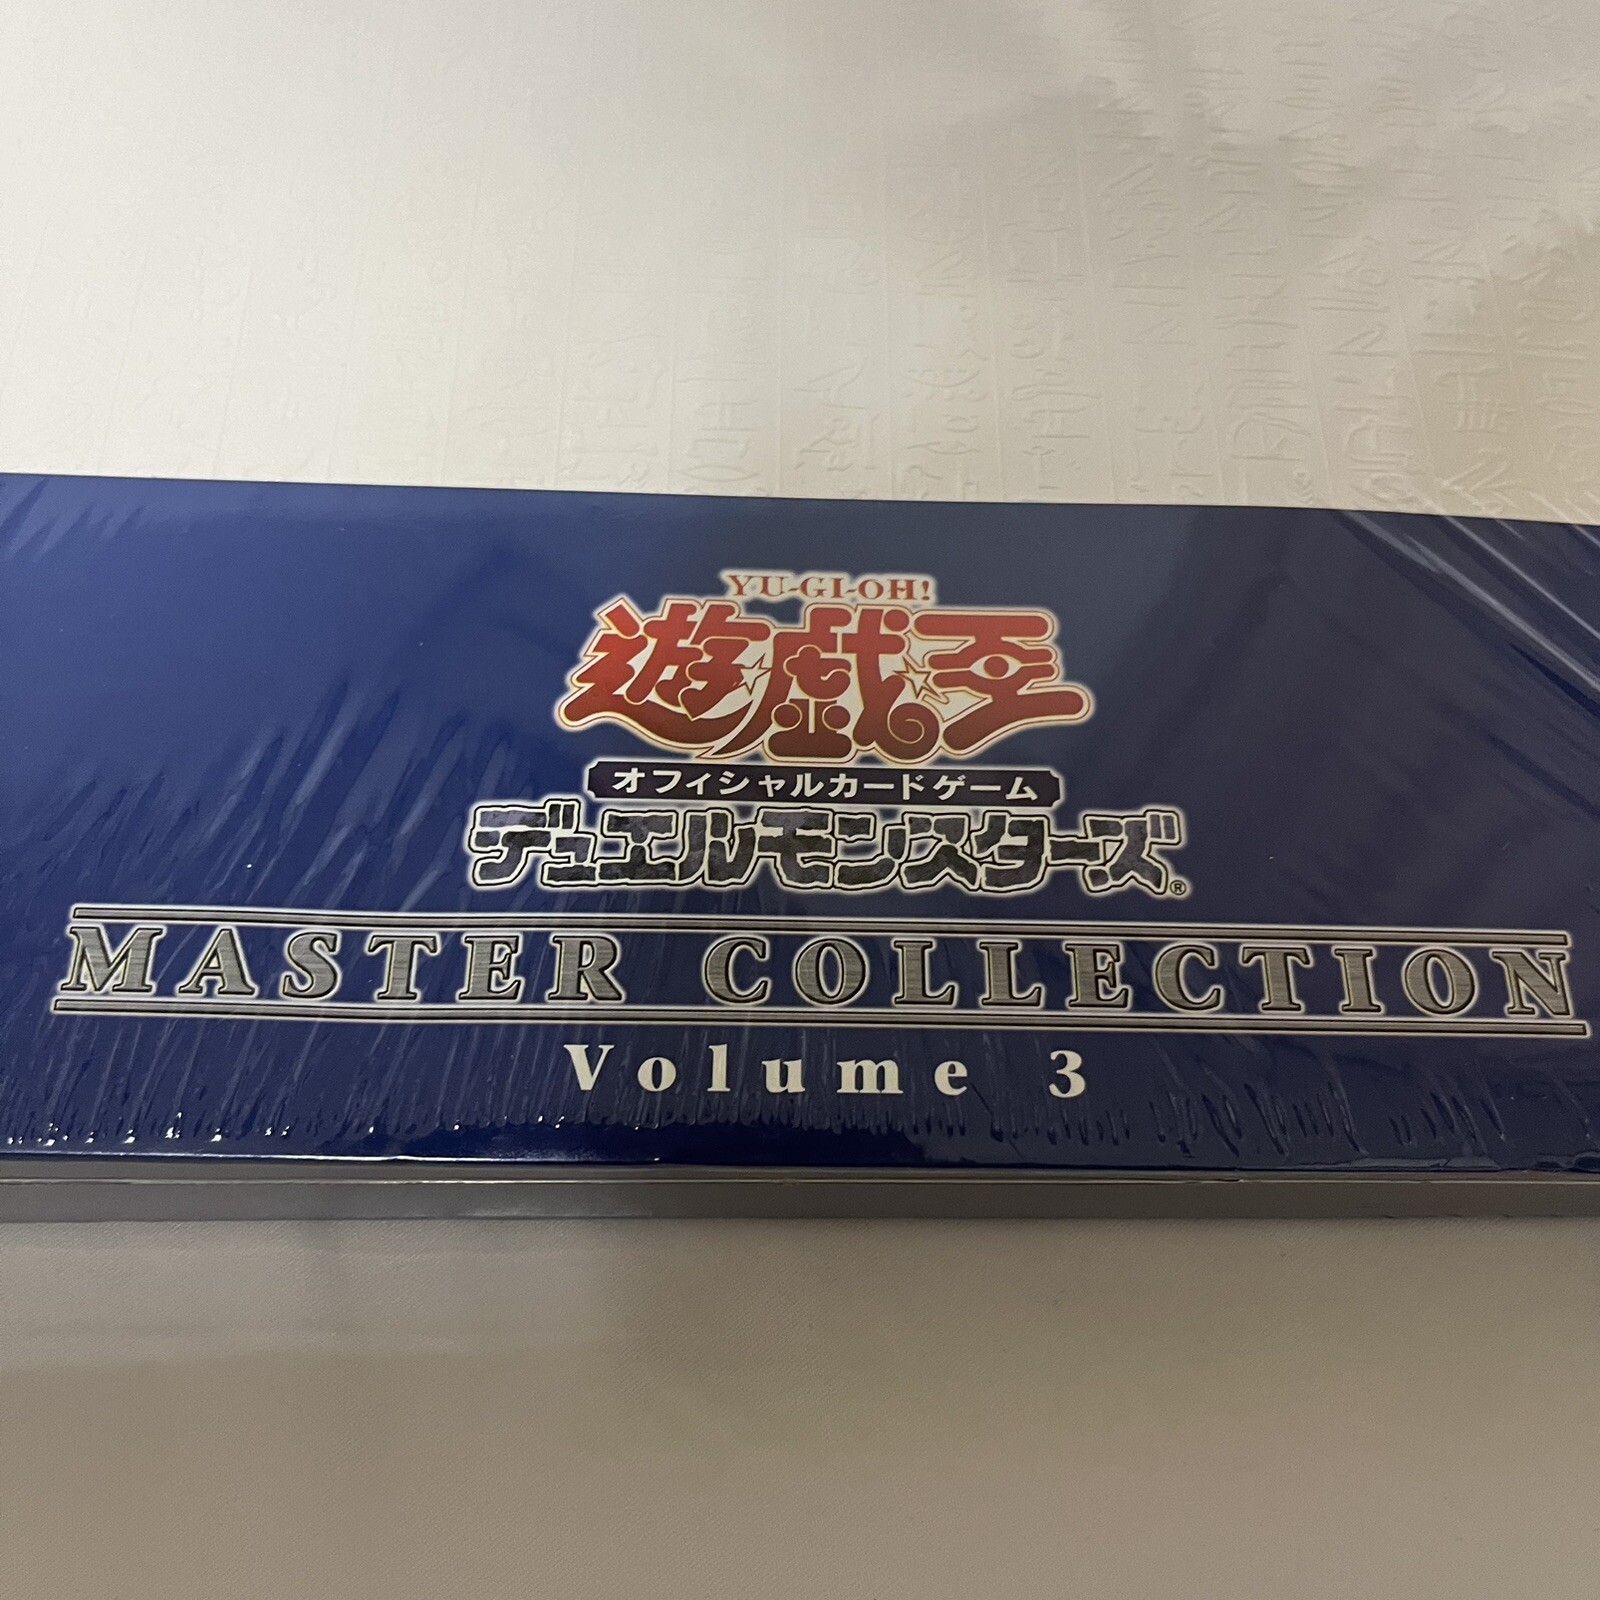 YU-GI-OH!
遊☆戯☆王
オフィシャルカードゲーム
デュエルモンスターズ®
MASTER COLLECTION
Volume 3